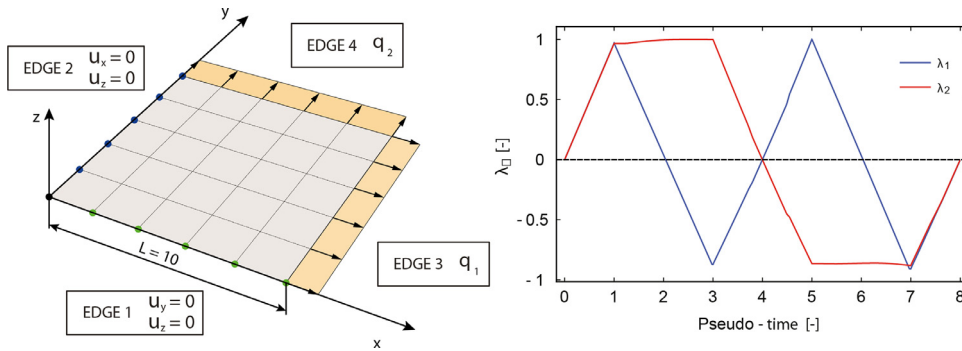 y
EDGE 4 q2
EDGE 2 ux = 0
uz = 0
z
L = 10
EDGE 3 q1
EDGE 1 uy = 0
uz = 0
x
λ□ [-]
1
0.5
0
-0.5
-1
λ1
λ2
0 1 2 3 4 5 6 7 8
Pseudo - time [-]